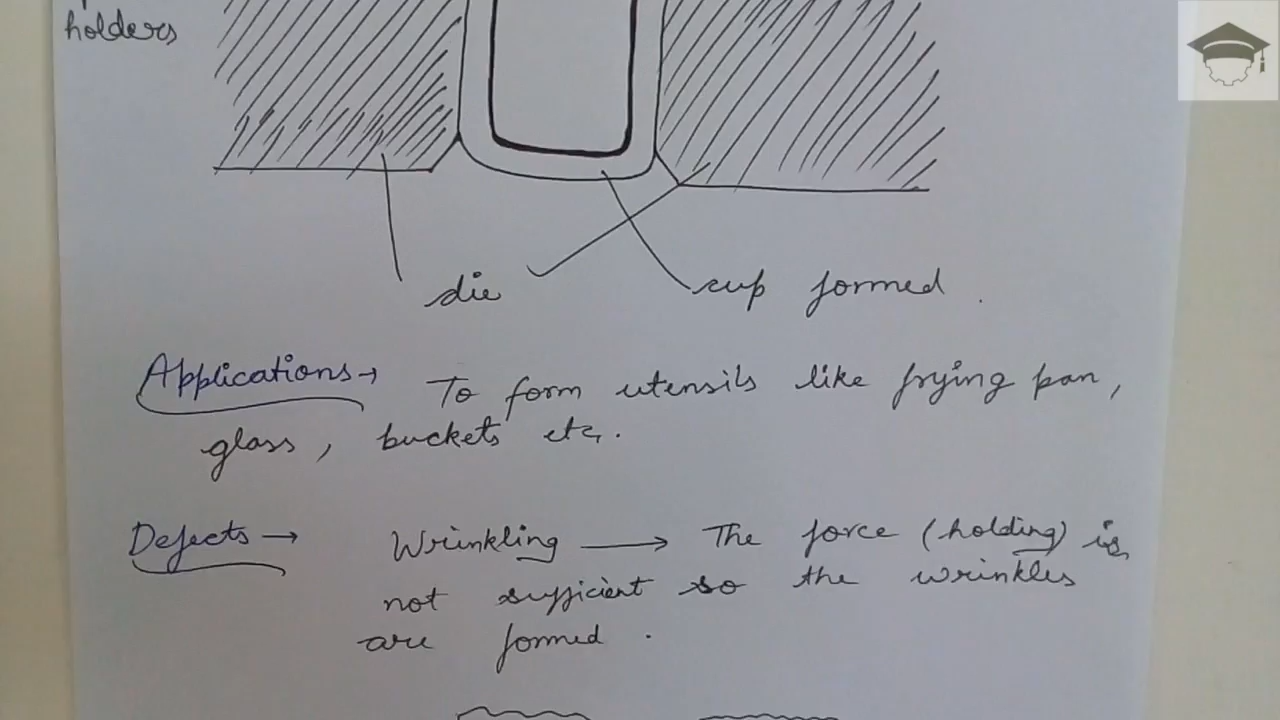 holders
die
cup formed.
Applications → To form utensils like frying pan,
glass, buckets etc.
Defects → Wrinkling → The force (holding) is
not sufficient so the wrinkles
are formed.